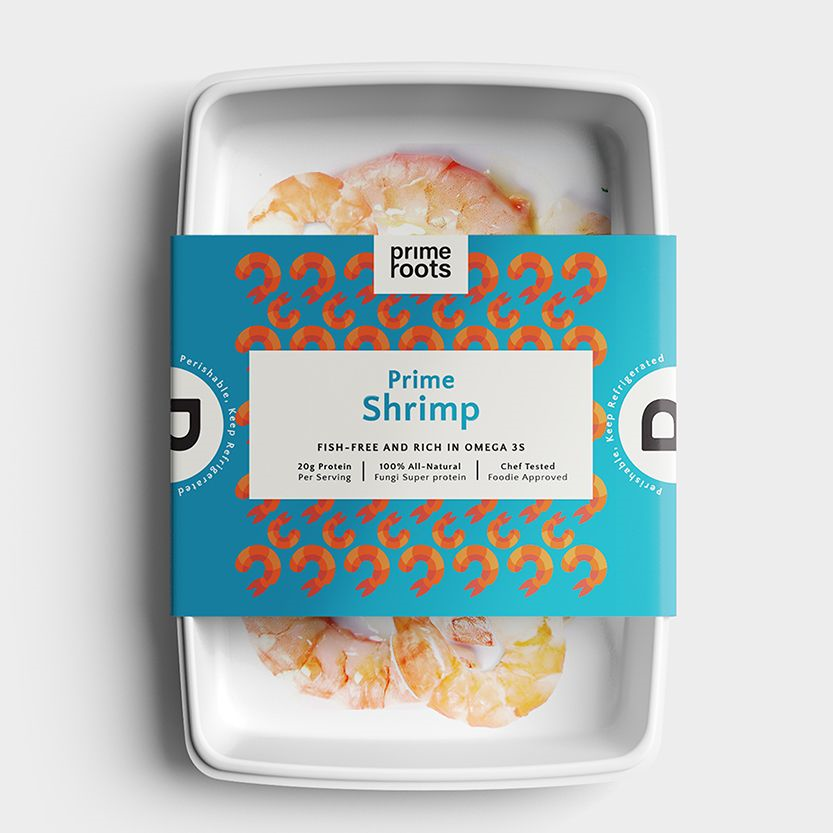 prime
roots
Prime
Shrimp
FISH-FREE AND RICH IN OMEGA 3S
20g Protein
Per Serving
100% All-Natural
Fungi Super protein
Chef Tested
Foodie Approved
Perishable, Keep Refrigerated
Perishable, Keep Refrigerated